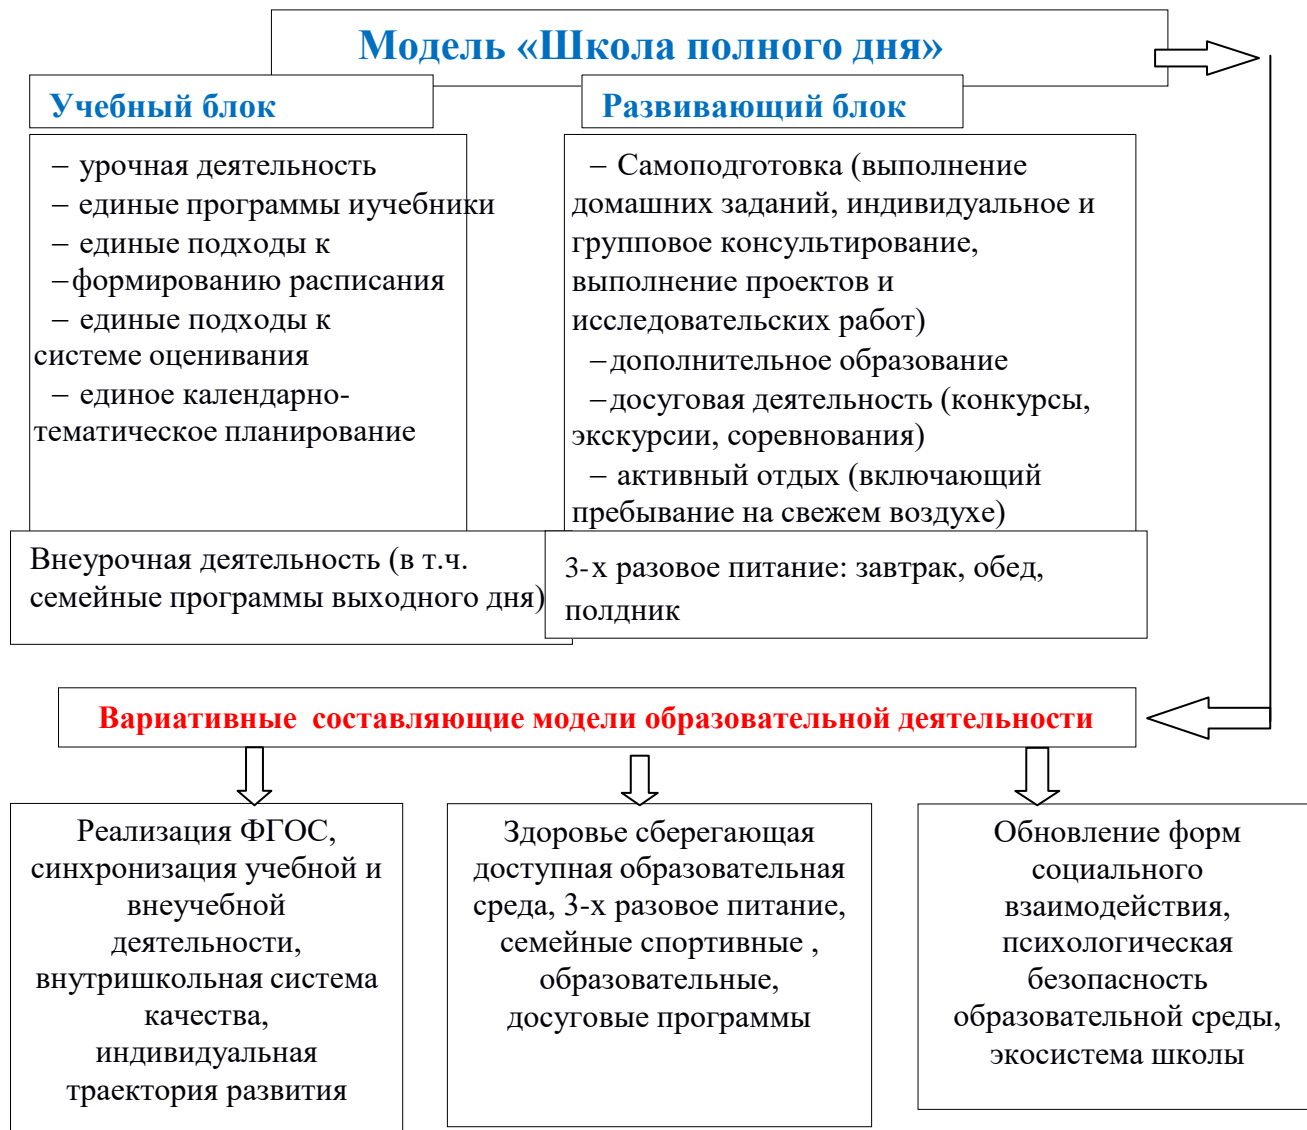 Модель «Школа полного дня»
Учебный блок
– урочная деятельность
– единые программы иучебники
– единые подходы к
–формированию расписания
– единые подходы к
системе оценивания
– единое календарно-
тематическое планирование
Внеурочная деятельность (в т.ч.
семейные программы выходного дня)
Развивающий блок
– Самоподготовка (выполнение
домашних заданий, индивидуальное и
групповое консультирование,
выполнение проектов и
исследовательских работ)
–дополнительное образование
–досуговая деятельность (конкурсы,
экскурсии, соревнования)
– активный отдых (включающий
пребывание на свежем воздухе)
3-х разовое питание: завтрак, обед,
полдник
Вариативные составляющие модели образовательной деятельности
Реализация ФГОС,
синхронизация учебной и
внеучебной
деятельности,
внутришкольная система
качества,
индивидуальная
траектория развития
Здоровье сберегающая
доступная образовательная
среда, 3-х разовое питание,
семейные спортивные ,
образовательные,
досуговые программы
Обновление форм
социального
взаимодействия,
психологическая
безопасность
образовательной среды,
экосистема школы